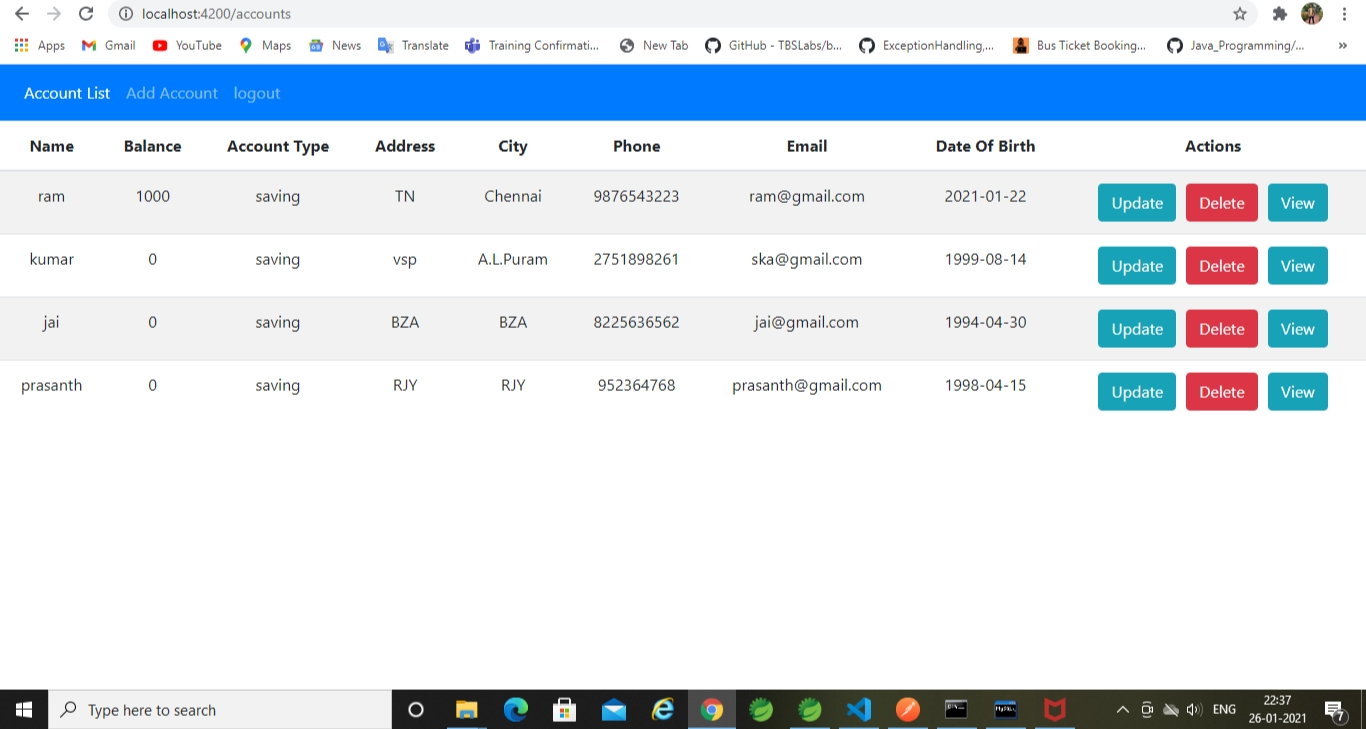 localhost:4200/accounts
Apps Gmail YouTube Maps News Translate Training Confirmati... New Tab GitHub - TBSLabs/b... ExceptionHandling,... Bus Ticket Booking... Java_Programming/... »
Account List Add Account logout
Name Balance Account Type Address City Phone Email Date Of Birth Actions
ram 1000 saving TN Chennai 9876543223 ram@gmail.com 2021-01-22 Update Delete View
kumar 0 saving vsp A.L.Puram 2751898261 ska@gmail.com 1999-08-14 Update Delete View
jai 0 saving BZA BZA 8225636562 jai@gmail.com 1994-04-30 Update Delete View
prasanth 0 saving RJY RJY 952364768 prasanth@gmail.com 1998-04-15 Update Delete View
Type here to search ENG
22:37
26-01-2021
7